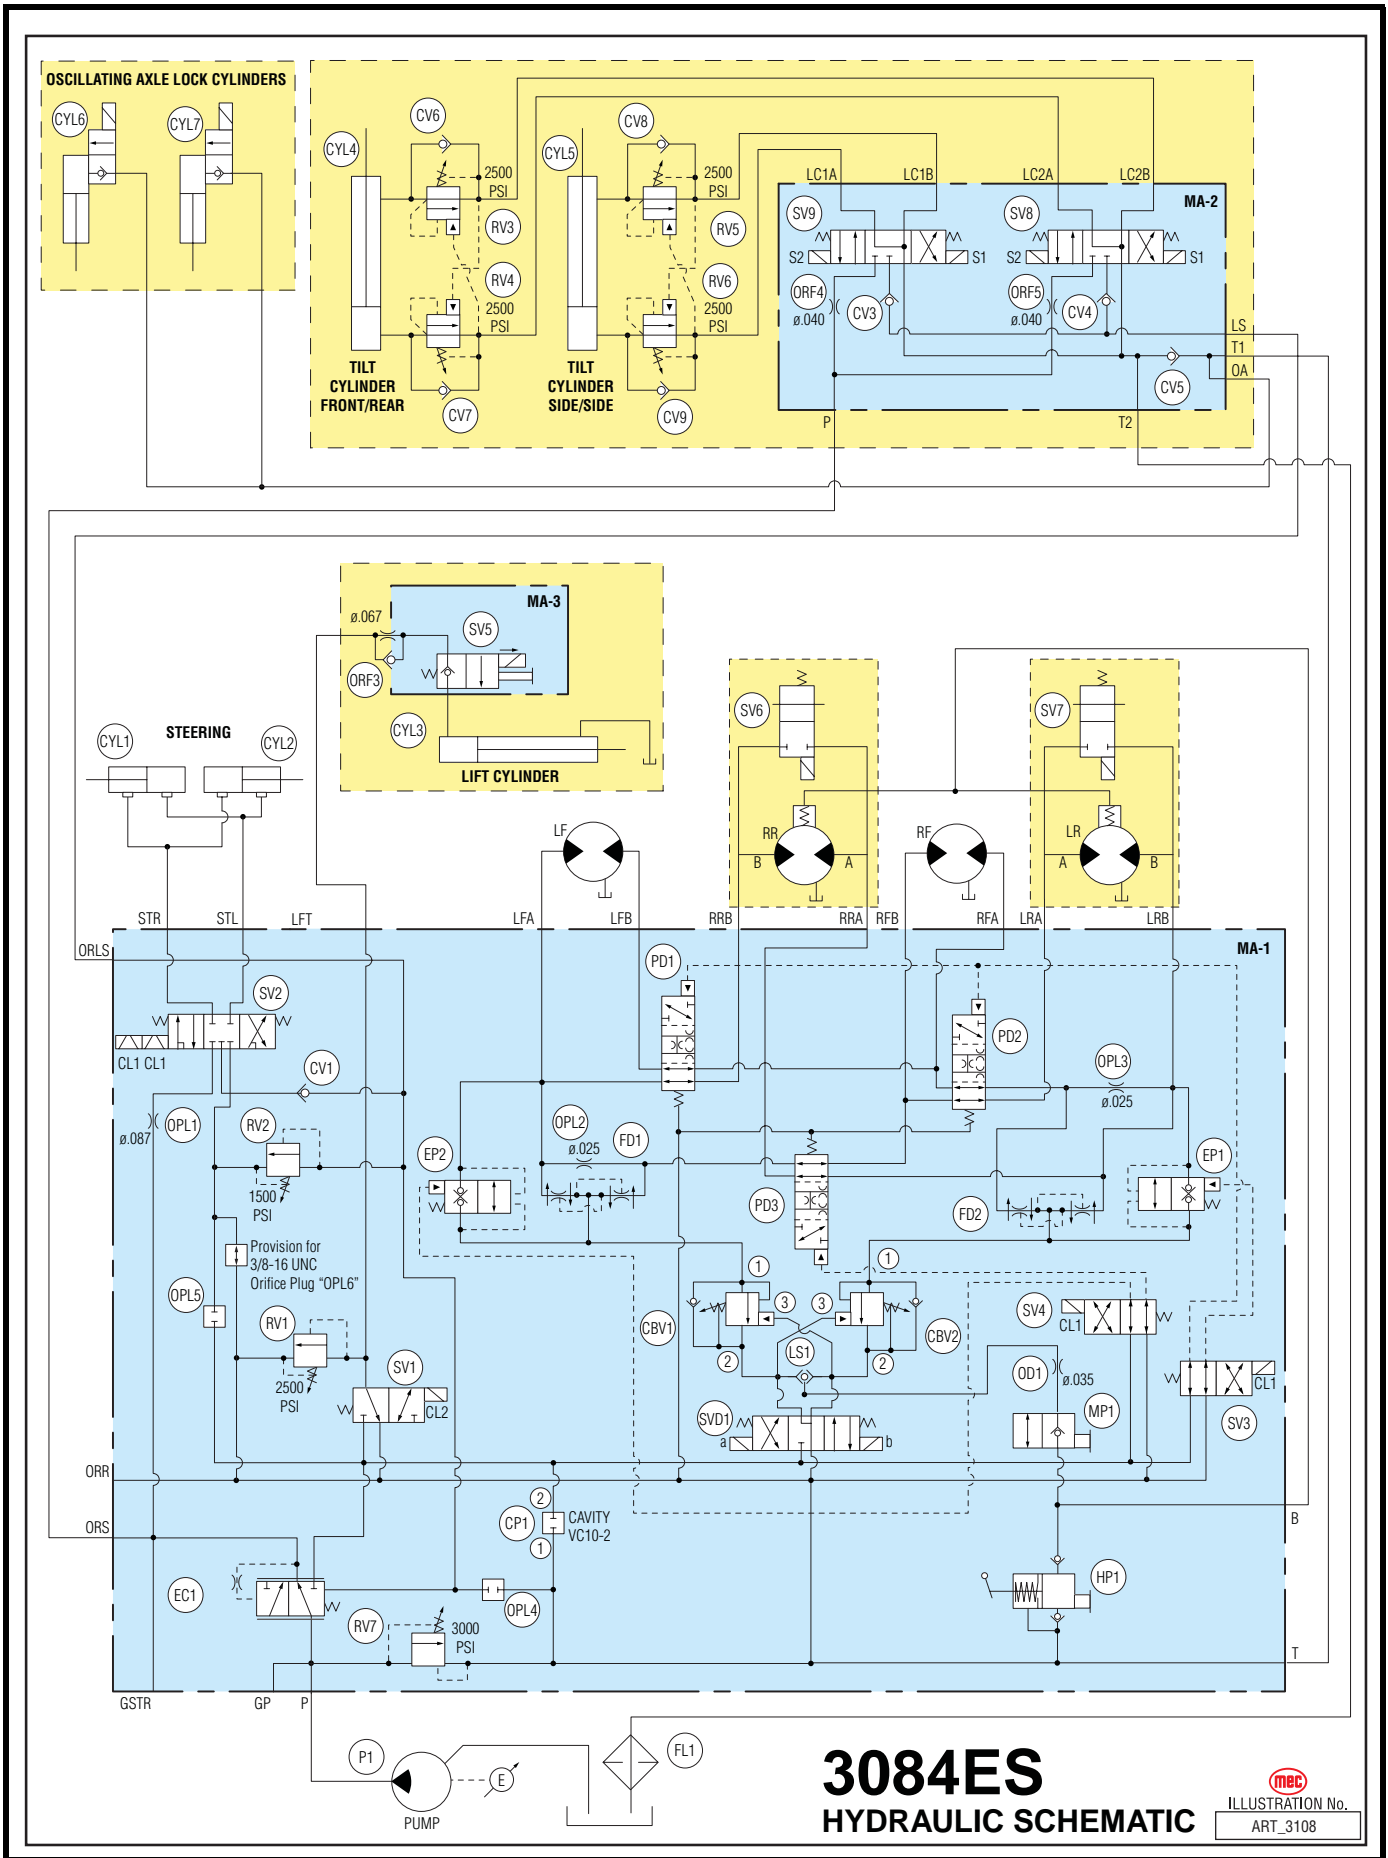 OSCILLATING AXLE LOCK CYLINDERS
CYL6
CYL7
CYL4
CV6
2500
PSI
RV3
RV4
2500
PSI
CV7
TILT
CYLINDER
FRONT/REAR
CYL5
CV8
2500
PSI
RV5
RV6
2500
PSI
CV9
TILT
CYLINDER
SIDE/SIDE
LC1A
LC1B
LC2A
LC2B
MA-2
SV9
SV8
S2
S1
S2
S1
ORF4
ø.040
CV3
ORF5
ø.040
CV4
LS
T1
OA
CV5
P
T2
MA-3
ø.067
SV5
ORF3
CYL3
LIFT CYLINDER
STEERING
CYL1
CYL2
SV6
SV7
LF
RR
B
A
RF
LR
A
B
STR
STL
LFT
LFA
LFB
RRB
RRA
RFB
RFA
LRA
LRB
ORLS
MA-1
PD1
SV2
PD2
CL1 CL1
CV1
OPL3
ø.025
OPL1
ø.087
RV2
OPL2
ø.025
FD1
EP2
EP1
1500
PSI
PD3
FD2
Provision for
3/8-16 UNC
Orifice Plug “OPL6”
OPL5
1
1
3
3
SV4
CL1
RV1
CBV1
CBV2
LS1
2
2
SV1
OD1
ø.035
2500
PSI
CL2
CL1
SVD1
MP1
SV3
a
b
ORR
2
CP1
CAVITY
VC10-2
1
B
ORS
EC1
HP1
OPL4
RV7
3000
PSI
T
GSTR
GP
P
P1
E
PUMP
FL1
3084ES
HYDRAULIC SCHEMATIC
mec
ILLUSTRATION No.
ART_3108